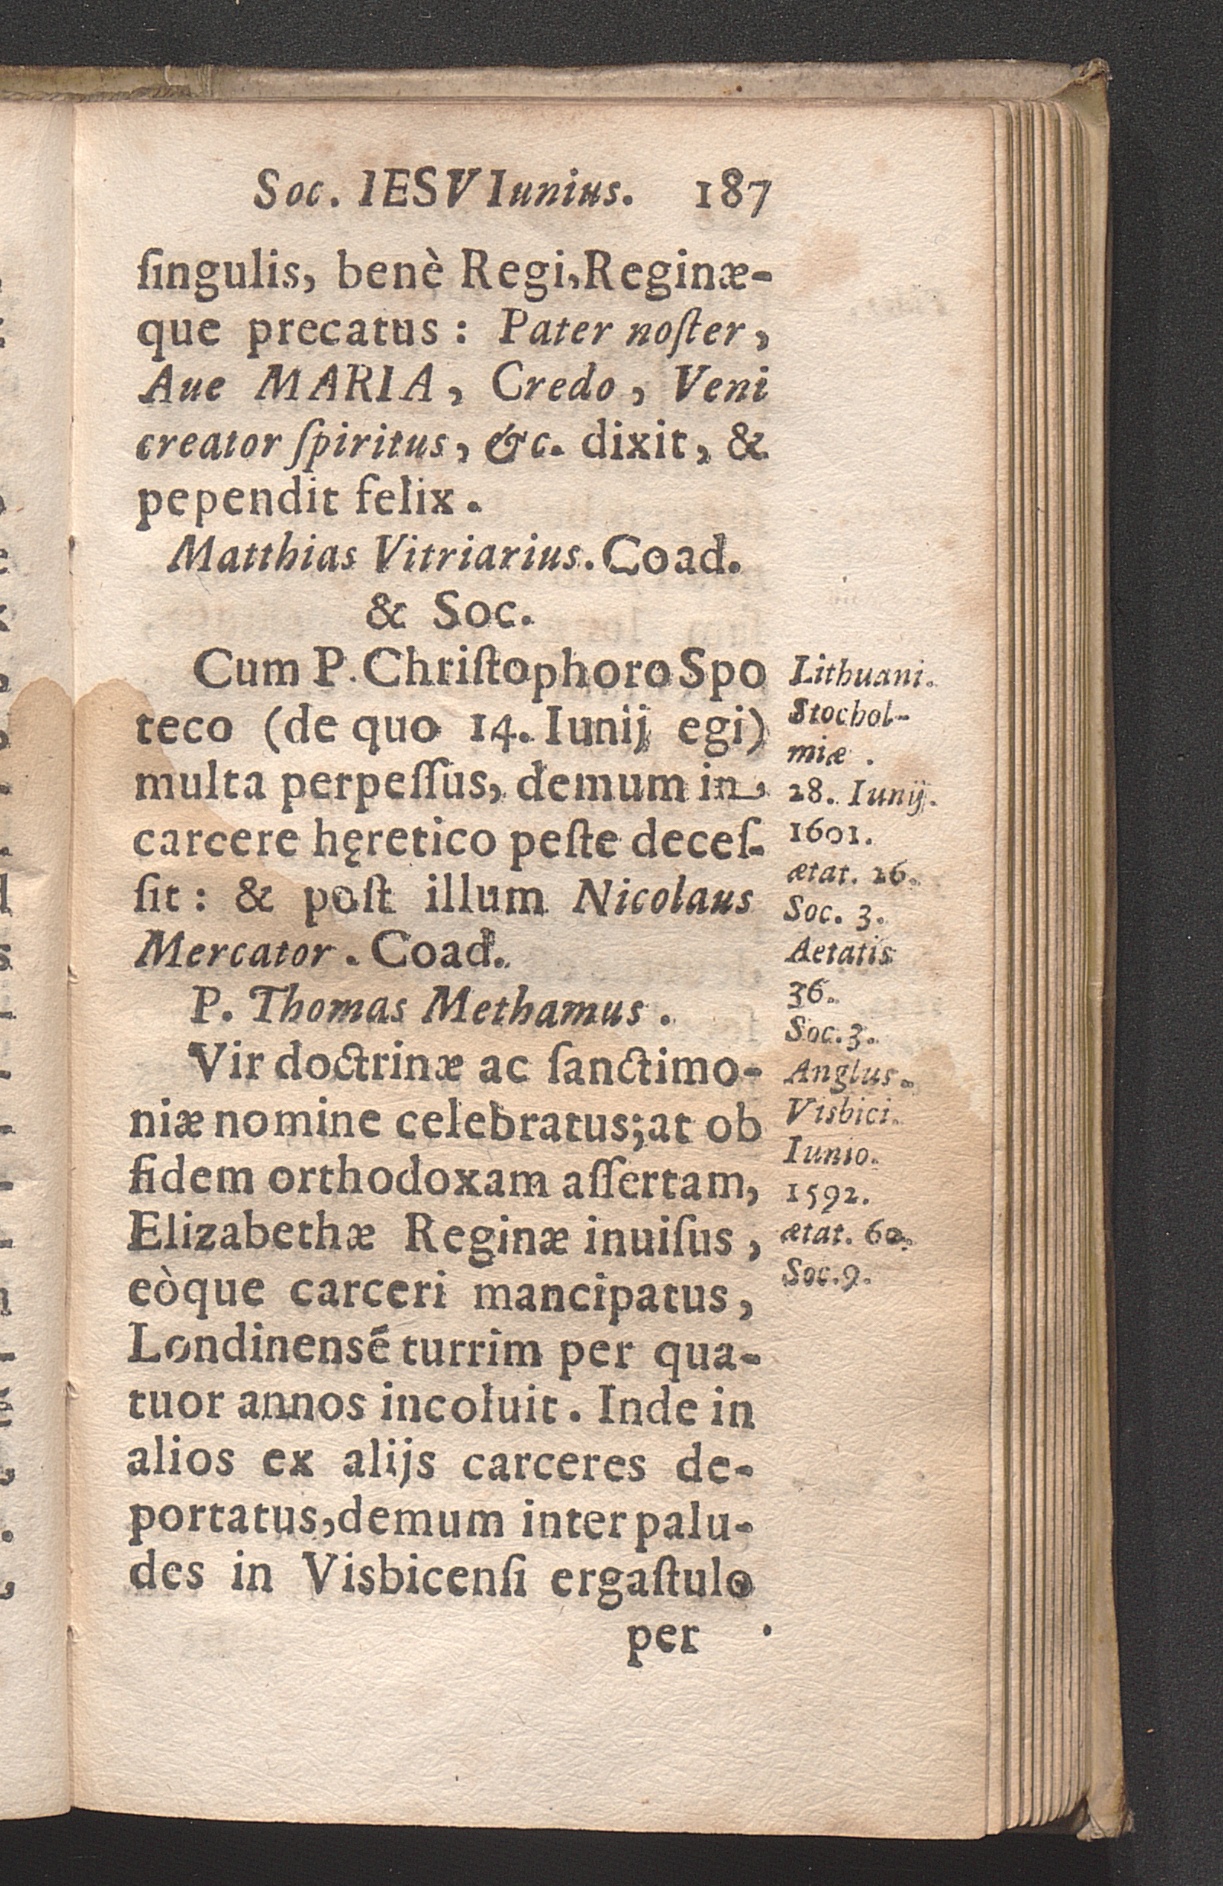 Soc. IESV Iunius. 187
ſingulis, benè Regi, Reginæ-
que precatus: Pater noſter,
Aue MARIA, Credo, Veni
creator ſpiritus, &c. dixit, &
pependit felix.
Matthias Vitriarius. Coad.
& Soc.
Cum P. Chriſtophoro Spo
teco (de quo 14. Iunij egi)
multa perpeſſus, demum in
carcere hęretico peſte deceſ-
ſit: & poſt illum Nicolaus
Mercator. Coad.
P. Thomas Methamus.
Vir doctrinæ ac ſanctimo-
niæ nomine celebratus; at ob
fidem orthodoxam aſſertam,
Elizabethæ Reginæ inuiſus,
eòque carceri mancipatus,
Londinensē turrim per qua-
tuor annos incoluit. Inde in
alios ex alijs carceres de-
portatus, demum inter palu-
des in Visbicenſi ergaſtulo
per
Lithuani.
Stochol-
miæ.
28. Iunij.
1601.
ætat. 26.
Soc. 3.
Aetatis
36.
Soc. 3.
Anglus.
Visbici.
Iunio.
1592.
ætat. 60.
Soc. 9.